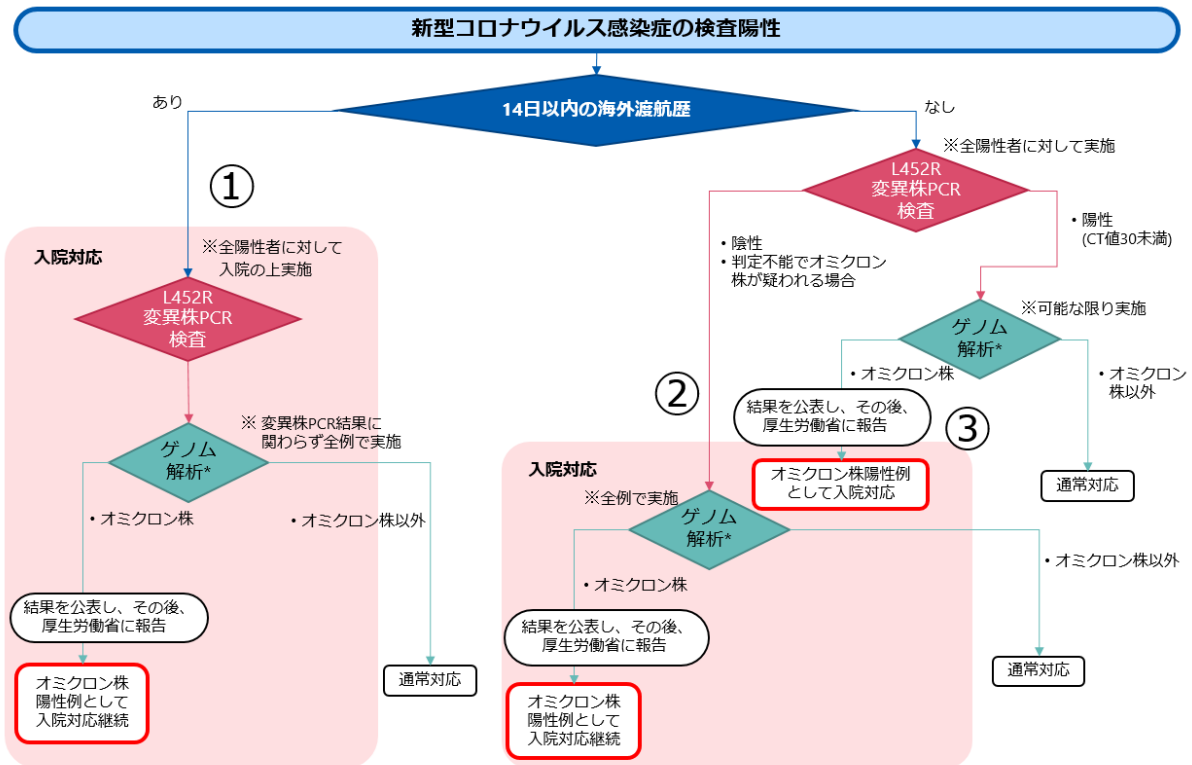 新型コロナウイルス感染症の検査陽性
14日以内の海外渡航歴
あり
なし
①
※全陽性者に対して
入院の上実施
入院対応
L452R
変異株PCR
検査
※ 変異株PCR結果に
関わらず全例で実施
ゲノム
解析*
・オミクロン株
・オミクロン株以外
結果を公表し、その後、
厚生労働省に報告
オミクロン株
陽性例として
入院対応継続
通常対応
※全陽性者に対して実施
L452R
変異株PCR
検査
・陰性
・判定不能でオミクロン
株が疑われる場合
・陽性
(CT値30未満)
②
※可能な限り実施
ゲノム
解析*
・オミクロン株
・オミクロン
株以外
結果を公表し、その後、
厚生労働省に報告
③
オミクロン株陽性例
として入院対応
通常対応
入院対応
※全例で実施
ゲノム
解析*
・オミクロン株
・オミクロン株以外
結果を公表し、その後、
厚生労働省に報告
オミクロン株
陽性例として
入院対応継続
通常対応